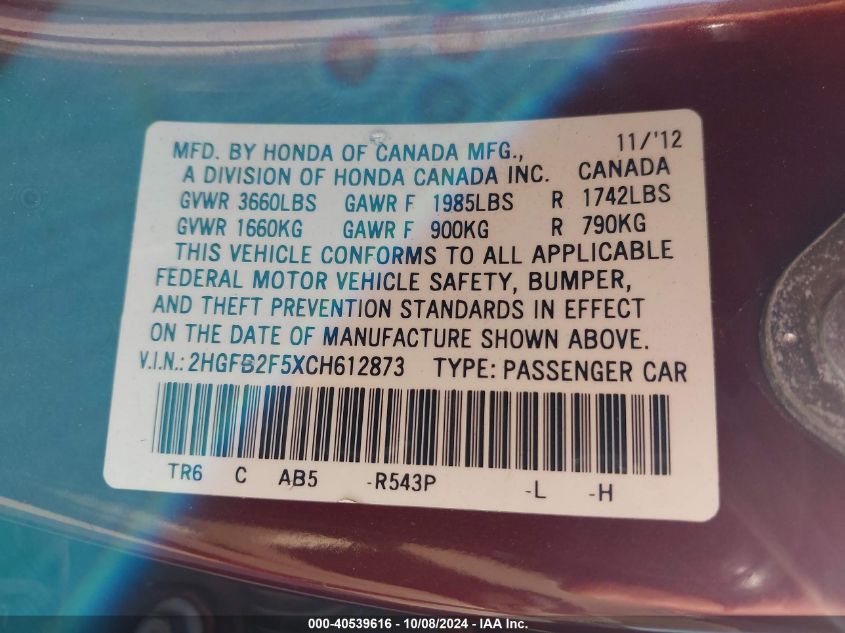 MFD. BY HONDA OF CANADA MFG., 11/'12
A DIVISION OF HONDA CANADA INC. CANADA
GVWR 3660LBS GAWR F 1985LBS R 1742LBS
GVWR 1660KG GAWR F 900KG R 790KG
THIS VEHICLE CONFORMS TO ALL APPLICABLE
FEDERAL MOTOR VEHICLE SAFETY, BUMPER,
AND THEFT PREVENTION STANDARDS IN EFFECT
ON THE DATE OF MANUFACTURE SHOWN ABOVE.
V.I.N.: 2HGFB2F5XCH612873 TYPE: PASSENGER CAR
TR6 C AB5 -R543P -L -H
000-40539616 - 10/08/2024 - IAA Inc.